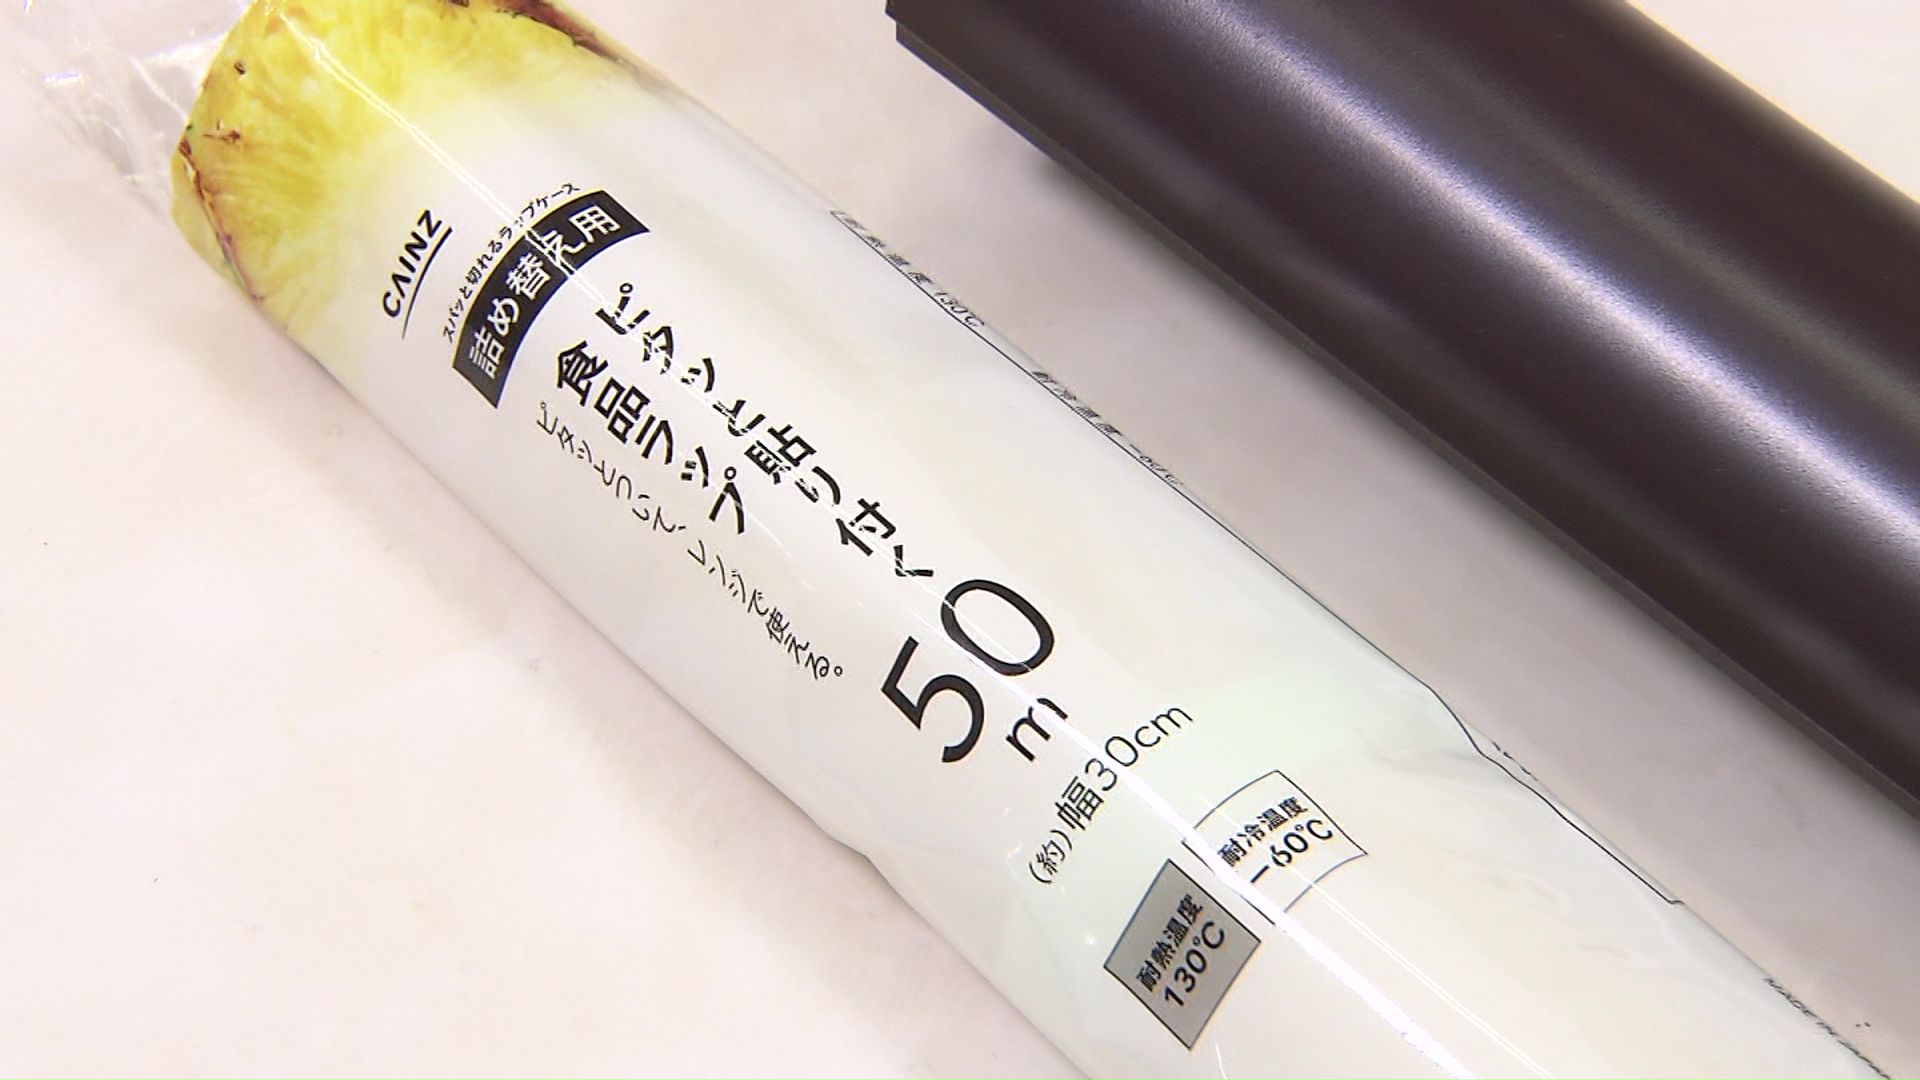 CAINZ
スパッと切れるラップケース
詰め替え用
ピタッと貼り付く
食品ラップ
ピタッとついて、レンジで使える。
50m
(約)幅30cm
耐冷温度
-60℃
耐熱温度
130℃